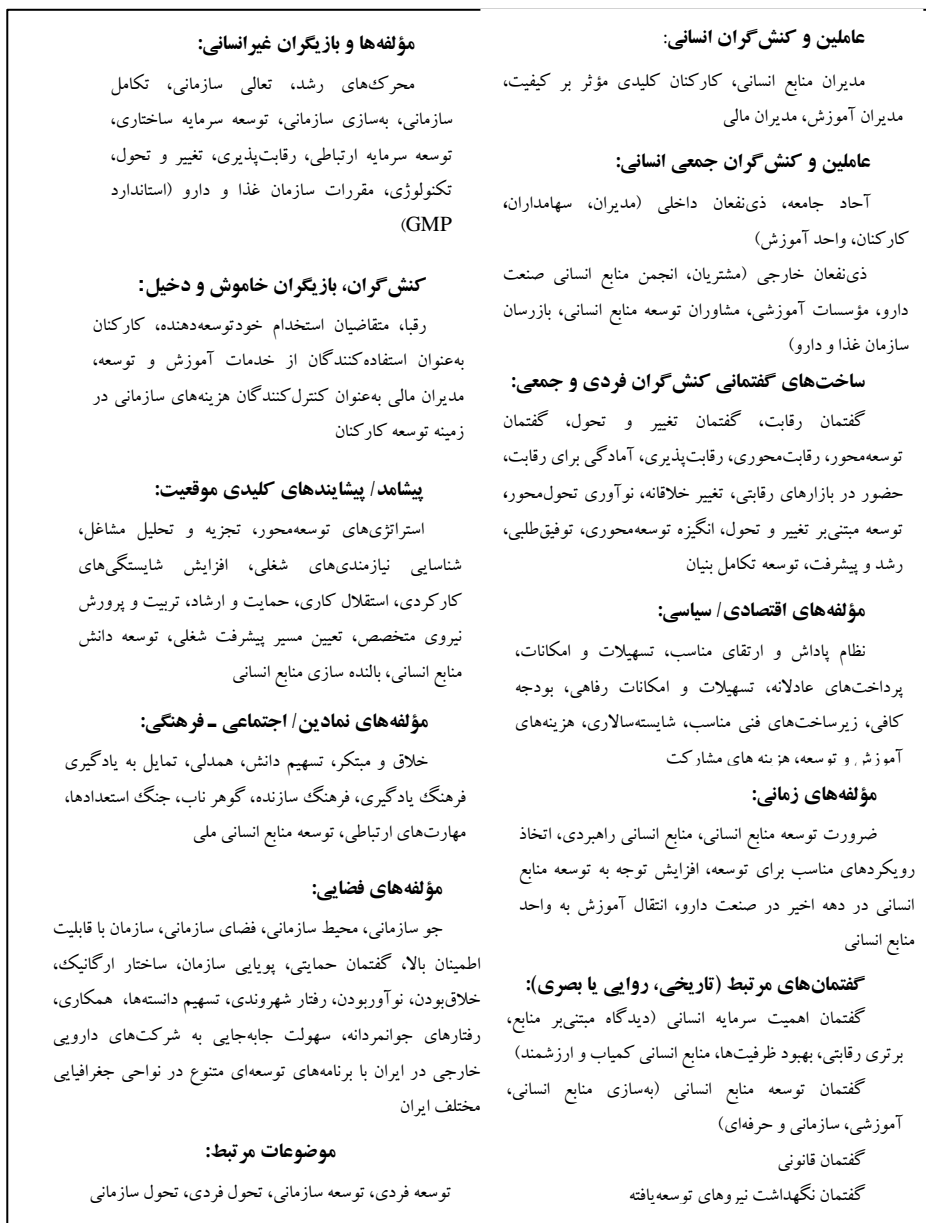 عاملین و کنش‌گران انسانی:
مدیران منابع انسانی، کارکنان کلیدی مؤثر بر کیفیت،
مدیران آموزش، مدیران مالی
عاملین و کنش‌گران جمعی انسانی:
آحاد جامعه، ذی‌نفعان داخلی (مدیران، سهامداران،
کارکنان، واحد آموزش)
ذی‌نفعان خارجی (مشتریان، انجمن منابع انسانی صنعت
دارو، مؤسسات آموزشی، مشاوران توسعه منابع انسانی، بازرسان
سازمان غذا و دارو)
ساخت‌های گفتمانی کنش‌گران فردی و جمعی:
گفتمان رقابت، گفتمان تغییر و تحول، گفتمان
توسعه‌محور، رقابت‌محوری، رقابت‌پذیری، آمادگی برای رقابت،
حضور در بازارهای رقابتی، تغییر خلاقانه، نوآوری تحول‌محور،
توسعه مبتنی‌بر تغییر و تحول، انگیزه توسعه‌محوری، توفیق‌طلبی،
رشد و پیشرفت، توسعه تکامل بنیان
مؤلفه‌های اقتصادی/ سیاسی:
نظام پاداش و ارتقای مناسب، تسهیلات و امکانات،
پرداخت‌های عادلانه، تسهیلات و امکانات رفاهی، بودجه
کافی، زیرساخت‌های فنی مناسب، شایسته‌سالاری، هزینه‌های
آموزش و توسعه، هزینه های مشارکت
مؤلفه‌های زمانی:
ضرورت توسعه منابع انسانی، منابع انسانی راهبردی، اتخاذ
رویکردهای مناسب برای توسعه، افزایش توجه به توسعه منابع
انسانی در دهه اخیر در صنعت دارو، انتقال آموزش به واحد
منابع انسانی
گفتمان‌های مرتبط (تاریخی، روایی یا بصری):
گفتمان اهمیت سرمایه انسانی (دیدگاه مبتنی‌بر منابع،
برتری رقابتی، بهبود ظرفیت‌ها، منابع انسانی کمیاب و ارزشمند)
گفتمان توسعه منابع انسانی (به‌سازی منابع انسانی،
آموزشی، سازمانی و حرفه‌ای)
گفتمان قانونی
گفتمان نگهداشت نیروهای توسعه‌یافته
مؤلفه‌ها و بازیگران غیرانسانی:
محرک‌های رشد، تعالی سازمانی، تکامل
سازمانی، به‌سازی سازمانی، توسعه سرمایه ساختاری،
توسعه سرمایه ارتباطی، رقابت‌پذیری، تغییر و تحول،
تکنولوژی، مقررات سازمان غذا و دارو (استاندارد
GMP)
کنش‌گران، بازیگران خاموش و دخیل:
رقبا، متقاضیان استخدام خودتوسعه‌دهنده، کارکنان
به‌عنوان استفاده‌کنندگان از خدمات آموزش و توسعه،
مدیران مالی به‌عنوان کنترل‌کنندگان هزینه‌های سازمانی در
زمینه توسعه کارکنان
پیشامد/ پیشایندهای کلیدی موقعیت:
استراتژی‌های توسعه‌محور، تجزیه و تحلیل مشاغل،
شناسایی نیازمندی‌های شغلی، افزایش شایستگی‌های
کارکردی، استقلال کاری، حمایت و ارشاد، تربیت و پرورش
نیروی متخصص، تعیین مسیر پیشرفت شغلی، توسعه دانش
منابع انسانی، بالنده سازی منابع انسانی
مؤلفه‌های نمادین/ اجتماعی ـ فرهنگی:
خلاق و مبتکر، تسهیم دانش، همدلی، تمایل به یادگیری
فرهنگ یادگیری، فرهنگ سازنده، گوهر ناب، جنگ استعدادها،
مهارت‌های ارتباطی، توسعه منابع انسانی ملی
مؤلفه‌های فضایی:
جو سازمانی، محیط سازمانی، فضای سازمانی، سازمان با قابلیت
اطمینان بالا، گفتمان حمایتی، پویایی سازمان، ساختار ارگانیک،
خلاق‌بودن، نوآوربودن، رفتار شهروندی، تسهیم دانسته‌ها، همکاری،
رفتارهای جوانمردانه، سهولت جابه‌جایی به شرکت‌های دارویی
خارجی در ایران با برنامه‌های توسعه‌ای متنوع در نواحی جغرافیایی
مختلف ایران
موضوعات مرتبط:
توسعه فردی، توسعه سازمانی، تحول فردی، تحول سازمانی